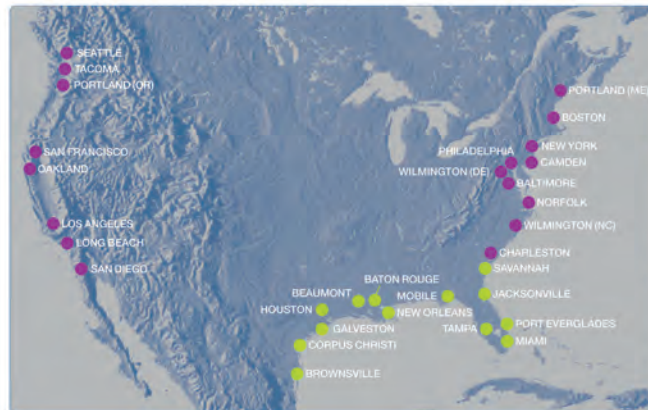 SEATTLE
TACOMA
PORTLAND (OR)
PORTLAND (ME)
BOSTON
SAN FRANCISCO
NEW YORK
PHILADELPHIA
CAMDEN
OAKLAND
WILMINGTON (DE)
BALTIMORE
NORFOLK
LOS ANGELES
WILMINGTON (NC)
LONG BEACH
CHARLESTON
SAN DIEGO
SAVANNAH
BATON ROUGE
BEAUMONT
MOBILE
JACKSONVILLE
HOUSTON
NEW ORLEANS
PORT EVERGLADES
GALVESTON
TAMPA
CORPUS CHRISTI
MIAMI
BROWNSVILLE